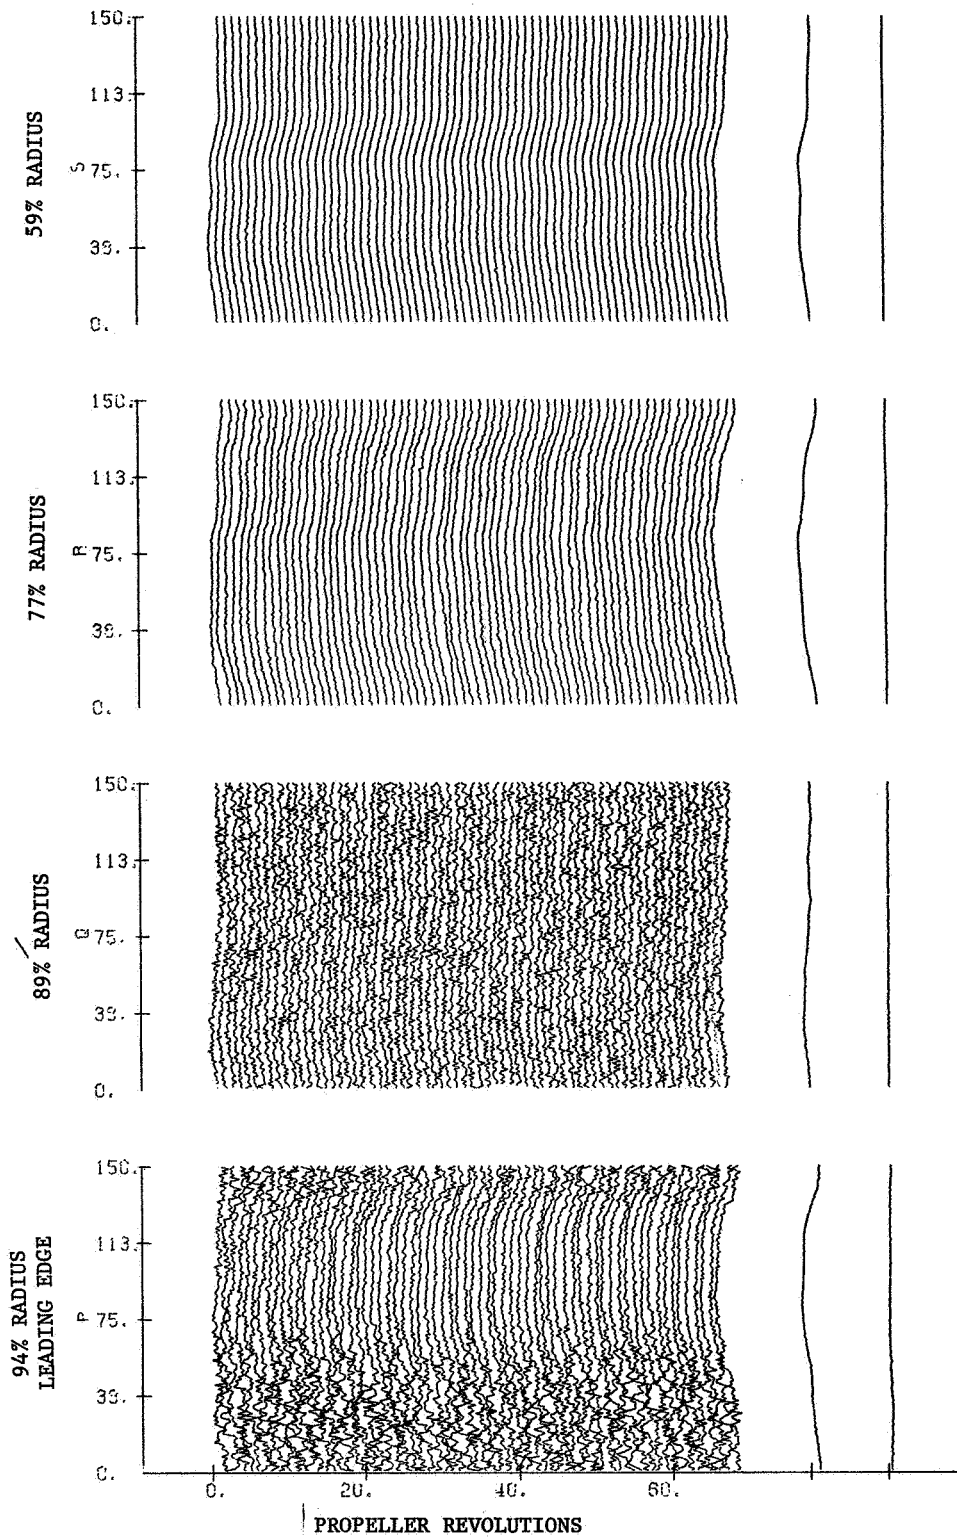 59% RADIUS
S
150.
113.
75.
38.
0.
77% RADIUS
R
150.
113.
75.
38.
0.
89% RADIUS
Q
150.
113.
75.
38.
0.
94% RADIUS
LEADING EDGE
P
150.
113.
75.
38.
0.
0. 20. 40. 60.
PROPELLER REVOLUTIONS